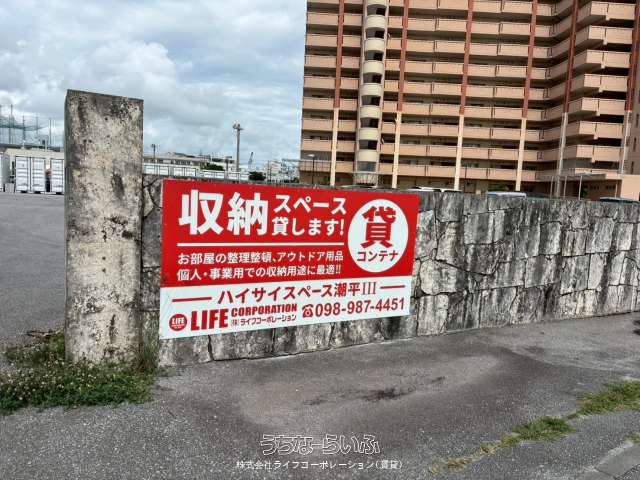 収納スペース貸します!
貸コンテナ
お部屋の整理整頓、アウトドア用品
個人・事業用での収納用途に最適!!
ハイサイスペース潮平III
LIFE CORPORATION
(株)ライフコーポレーション
☎098-987-4451
うちなーらいふ
株式会社ライフコーポレーション(賃貸)